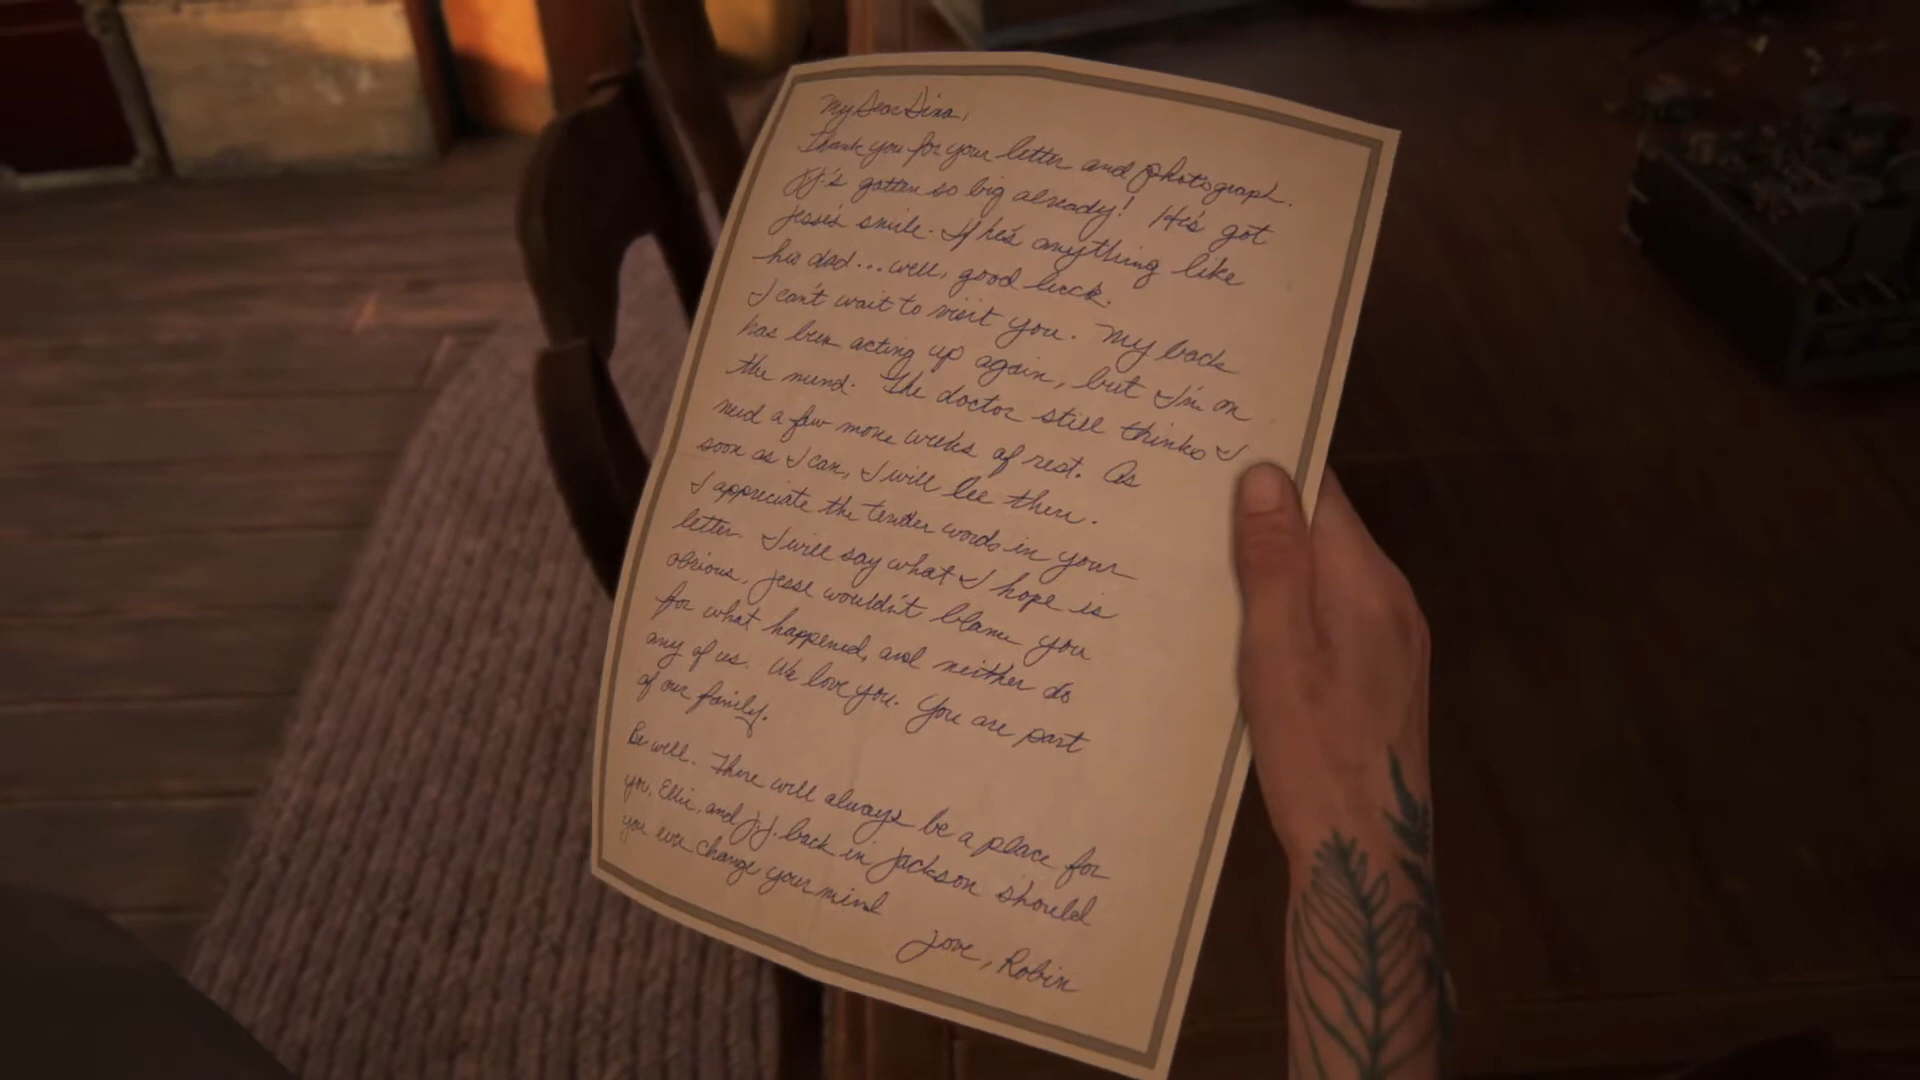 My Dear Dina,
Thank you for your letter and photograph.
J.J.'s gotten so big already! He's got
Jesse's smile. If he's anything like
his dad... well, good luck.
I can't wait to visit you. My back
has been acting up again, but I'm on
the mend. The doctor still thinks I
need a few more weeks of rest. As
soon as I can, I will be there.
I appreciate the tender words in your
letter. I will say what I hope is
obvious. Jesse wouldn't blame you
for what happened, and neither do
any of us. We love you. You are part
of our family.
Be well. There will always be a place for
you, Ellie, and J.J. back in Jackson should
you ever change your mind
Love, Robin